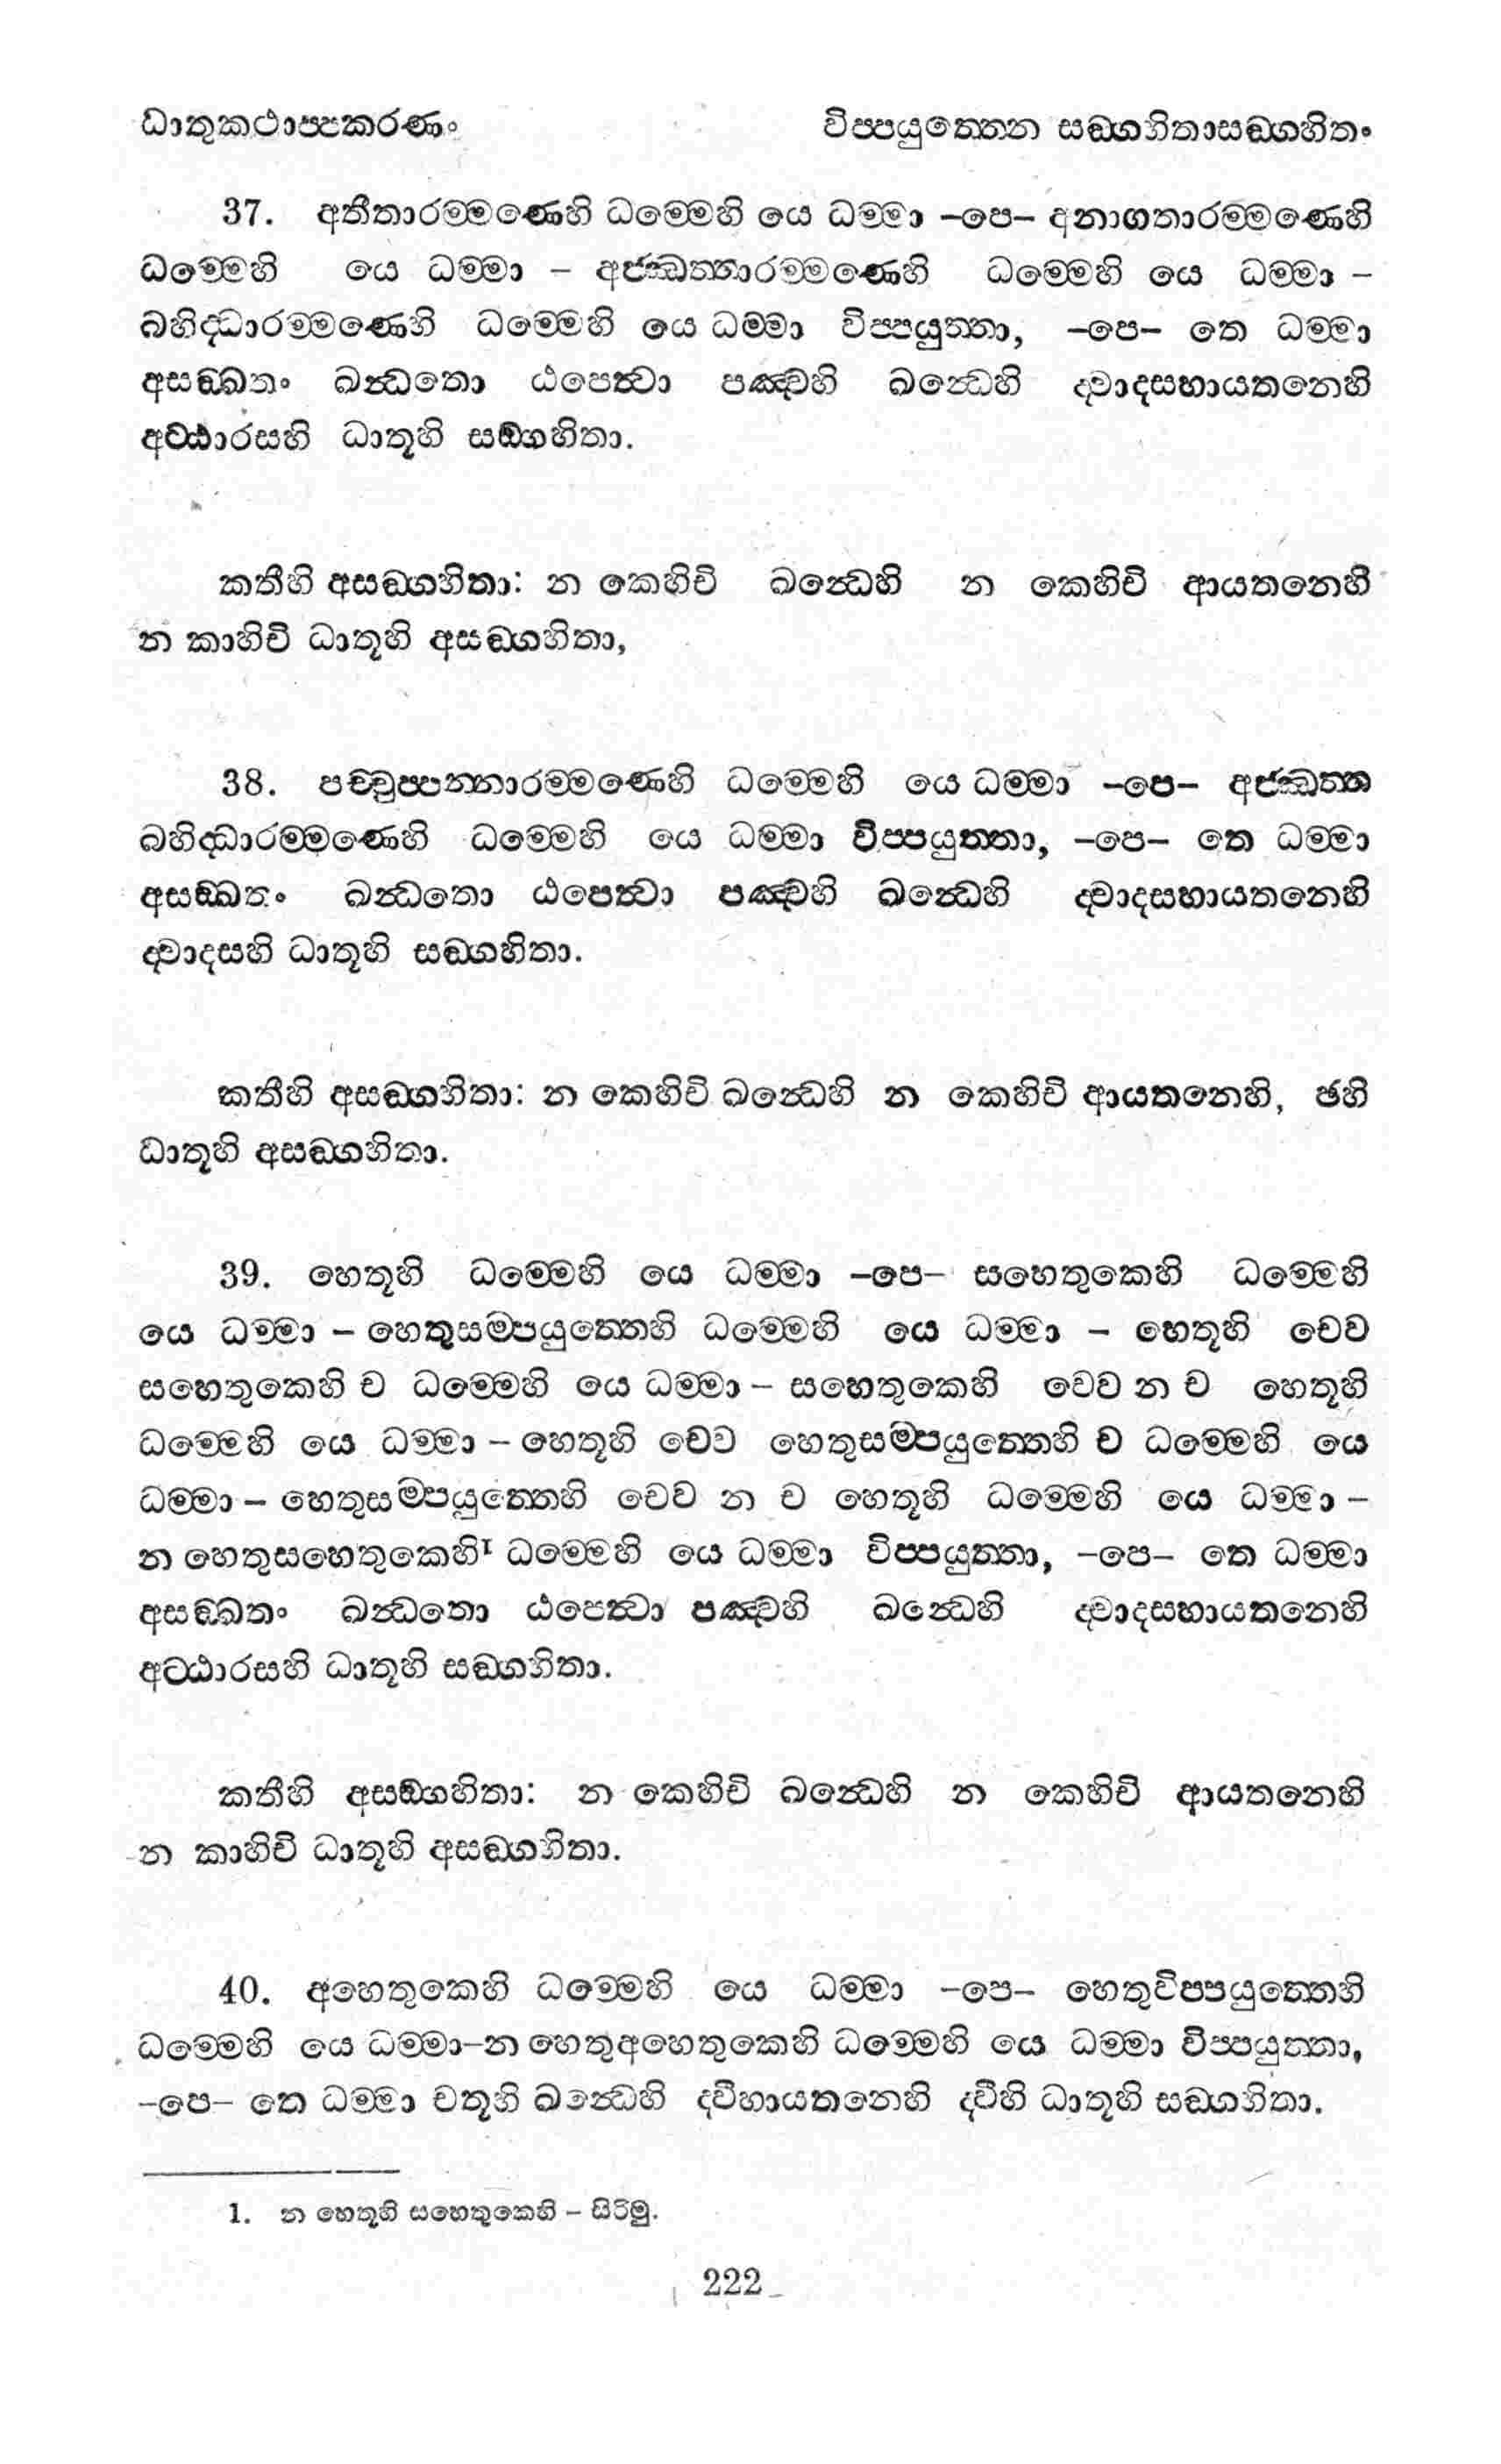 ධාතුකථාප්පකරණං විප්පයුත්තෙන සඞ්ගහිතාසඞ්ගහිතං
37. අතීතාරම්මණෙහි ධම්මෙහි යෙ ධම්මා –පෙ– අනාගතාරම්මණෙහි
ධම්මෙහි යෙ ධම්මා – අජ්ඣත්තාරම්මණෙහි ධම්මෙහි යෙ ධම්මා –
බහිද්ධාරම්මණෙහි ධම්මෙහි යෙ ධම්මා විප්පයුත්තා, –පෙ– තෙ ධම්මා
අසඞ්ඛතං ඛන්ධතො ඨපෙත්වා පඤ්චහි ඛන්ධෙහි ද්වාදසහායතනෙහි
අට්ඨාරසහි ධාතූහි සඞ්ගහිතා.
කතීහි අසඞ්ගහිතා: න කෙහිචි ඛන්ධෙහි න කෙහිචි ආයතනෙහි
න කාහිචි ධාතූහි අසඞ්ගහිතා,
38. පච්චුප්පන්නාරම්මණෙහි ධම්මෙහි යෙ ධම්මා –පෙ– අජ්ඣත්ත
බහිද්ධාරම්මණෙහි ධම්මෙහි යෙ ධම්මා විප්පයුත්තා, –පෙ– තෙ ධම්මා
අසඞ්ඛතං ඛන්ධතො ඨපෙත්වා පඤ්චහි ඛන්ධෙහි ද්වාදසහායතනෙහි
ද්වාදසහි ධාතූහි සඞ්ගහිතා.
කතීහි අසඞ්ගහිතා: න කෙහිචි ඛන්ධෙහි න කෙහිචි ආයතනෙහි, ඡහි
ධාතූහි අසඞ්ගහිතා.
39. හෙතූහි ධම්මෙහි යෙ ධම්මා –පෙ– සහෙතුකෙහි ධම්මෙහි
යෙ ධම්මා – හෙතුසම්පයුත්තෙහි ධම්මෙහි යෙ ධම්මා – හෙතූහි චෙව
සහෙතුකෙහි ච ධම්මෙහි යෙ ධම්මා – සහෙතුකෙහි චෙව න ච හෙතූහි
ධම්මෙහි යෙ ධම්මා – හෙතූහි චෙව හෙතුසම්පයුත්තෙහි ච ධම්මෙහි යෙ
ධම්මා – හෙතුසම්පයුත්තෙහි චෙව න ච හෙතූහි ධම්මෙහි යෙ ධම්මා –
න හෙතුසහෙතුකෙහි¹ ධම්මෙහි යෙ ධම්මා විප්පයුත්තා, –පෙ– තෙ ධම්මා
අසඞ්ඛතං ඛන්ධතො ඨපෙත්වා පඤ්චහි ඛන්ධෙහි ද්වාදසහායතනෙහි
අට්ඨාරසහි ධාතූහි සඞ්ගහිතා.
කතීහි අසඞ්ගහිතා: න කෙහිචි ඛන්ධෙහි න කෙහිචි ආයතනෙහි
න කාහිචි ධාතූහි අසඞ්ගහිතා.
40. අහෙතුකෙහි ධම්මෙහි යෙ ධම්මා –පෙ– හෙතුවිප්පයුත්තෙහි
ධම්මෙහි යෙ ධම්මා–න හෙතුඅහෙතුකෙහි ධම්මෙහි යෙ ධම්මා විප්පයුත්තා,
–පෙ– තෙ ධම්මා චතූහි ඛන්ධෙහි ද්වීහායතනෙහි ද්වීහි ධාතූහි සඞ්ගහිතා.
1. න හෙතූහි සහෙතුකෙහි – සිරිමු.
222